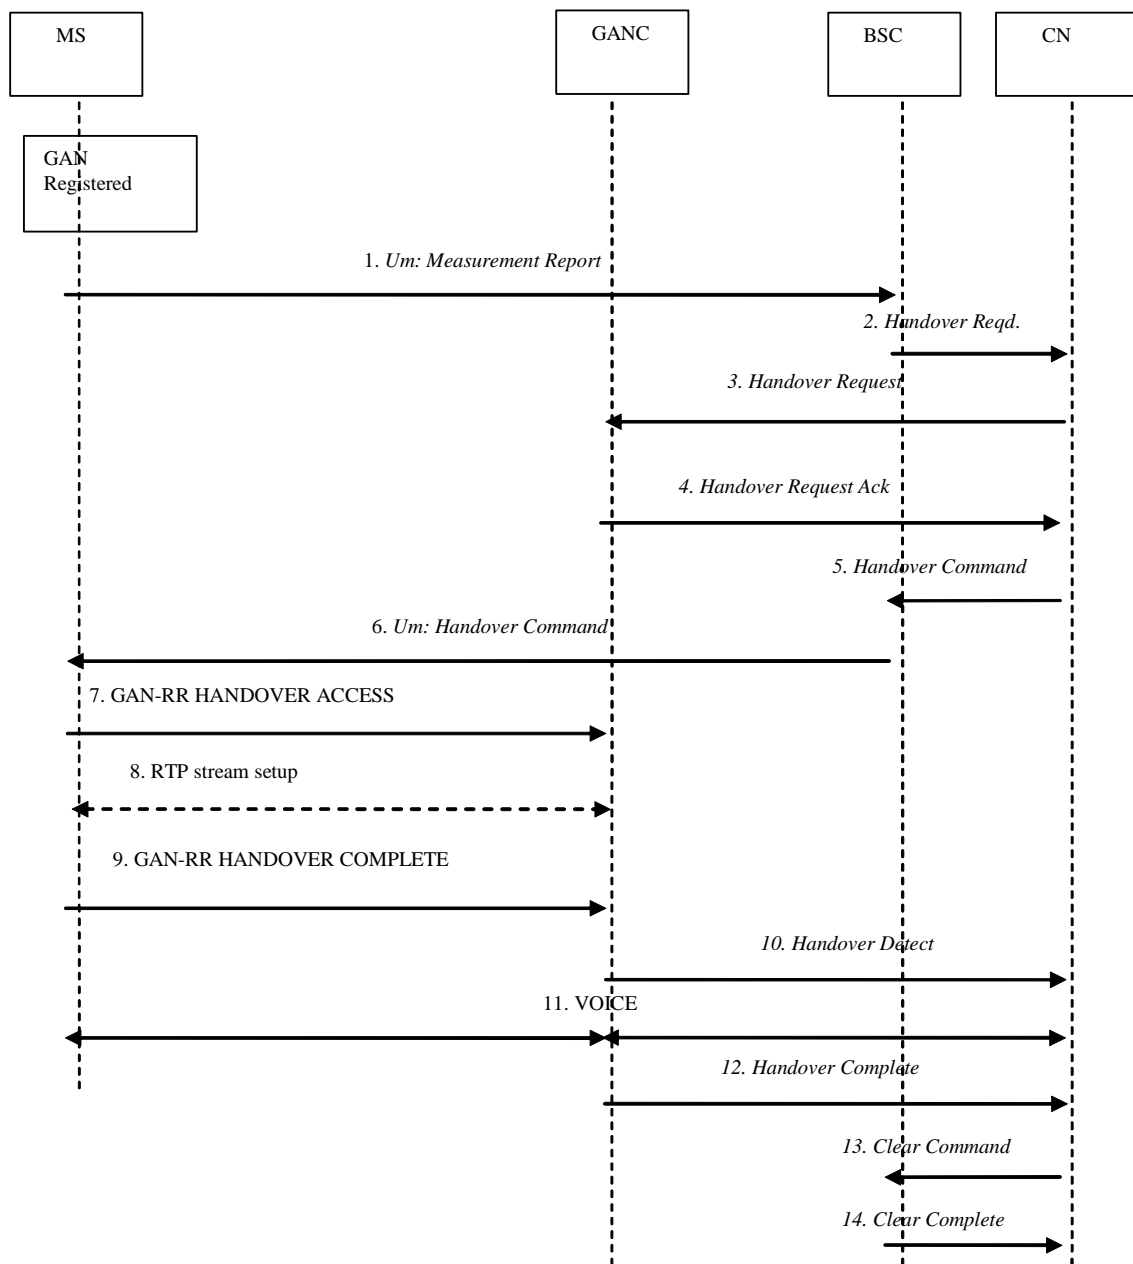 MS
GANC
BSC
CN
GAN
Registered
1. Um: Measurement Report
2. Handover Reqd.
3. Handover Request
4. Handover Request Ack
5. Handover Command
6. Um: Handover Command
7. GAN-RR HANDOVER ACCESS
8. RTP stream setup
9. GAN-RR HANDOVER COMPLETE
10. Handover Detect
11. VOICE
12. Handover Complete
13. Clear Command
14. Clear Complete